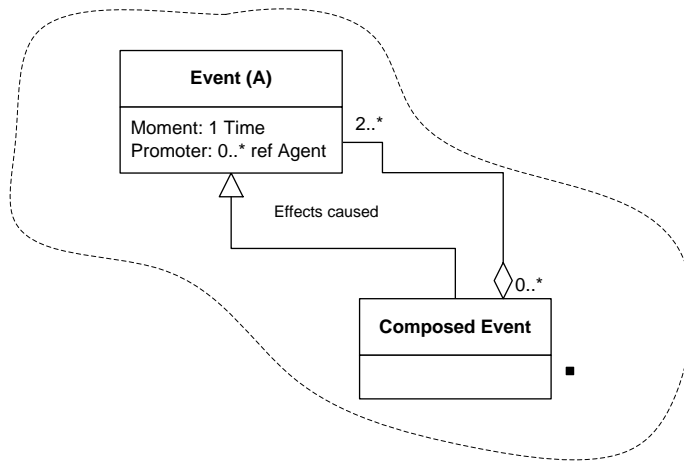 Event (A)
Moment: 1 Time
Promoter: 0..* ref Agent
2..*
Effects caused
0..*
Composed Event